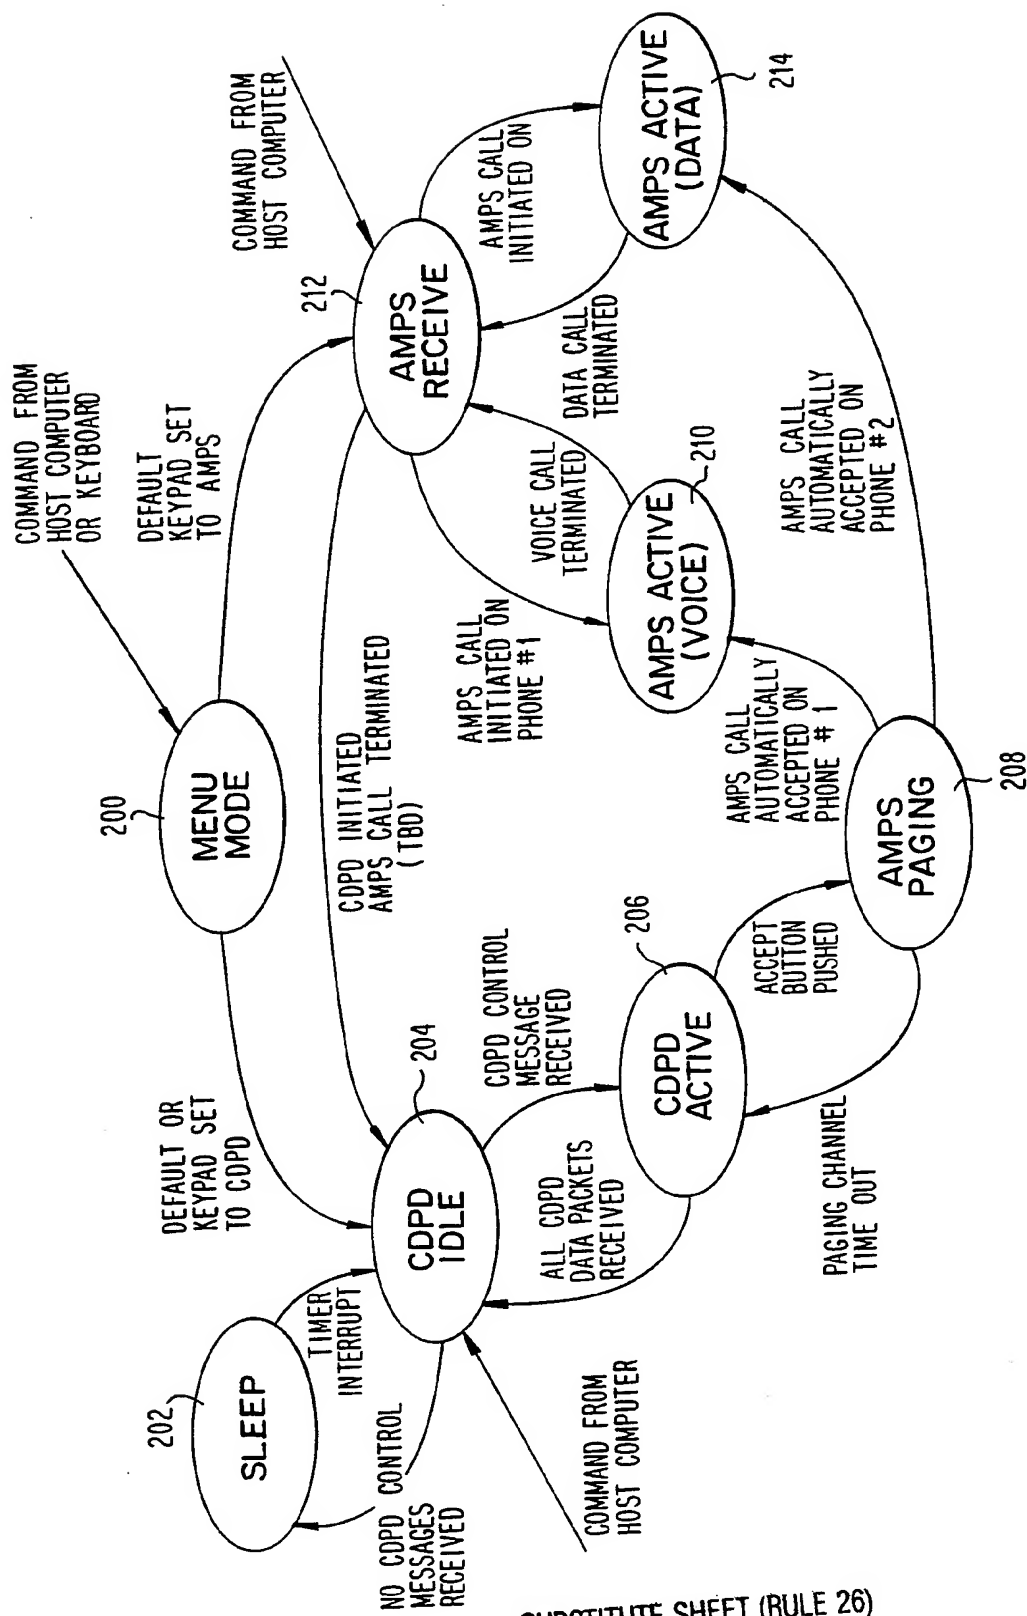 COMMAND FROM
HOST COMPUTER
OR KEYBOARD
200
MENU
MODE
DEFAULT OR
KEYPAD SET
TO CDPD
DEFAULT
KEYPAD SET
TO AMPS
COMMAND FROM
HOST COMPUTER
202
SLEEP
TIMER
INTERRUPT
NO CDPD CONTROL
MESSAGES
RECEIVED
204
CDPD
IDLE
COMMAND FROM
HOST COMPUTER
CDPD INITIATED
AMPS CALL TERMINATED
(TBD)
212
AMPS
RECEIVE
CDPD CONTROL
MESSAGE
RECEIVED
ALL CDPD
DATA PACKETS
RECEIVED
206
CDPD
ACTIVE
AMPS CALL
INITIATED ON
PHONE #1
VOICE CALL
TERMINATED
DATA CALL
TERMINATED
AMPS CALL
INITIATED ON
210
AMPS ACTIVE
(VOICE)
AMPS ACTIVE
(DATA)
214
ACCEPT
BUTTON
PUSHED
PAGING CHANNEL
TIME OUT
AMPS CALL
AUTOMATICALLY
ACCEPTED ON
PHONE # 1
AMPS CALL
AUTOMATICALLY
ACCEPTED ON
PHONE #2
AMPS
PAGING
208
SUBSTITUTE SHEET (RULE 26)